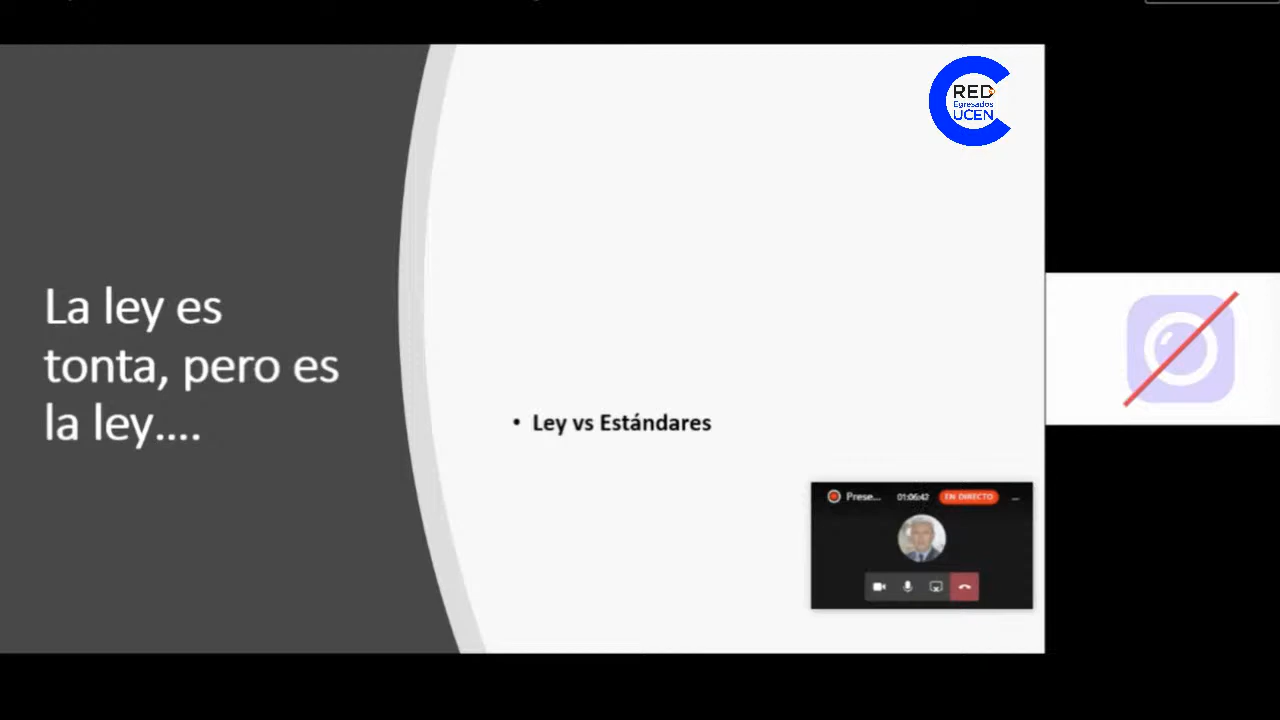 RED
Egresados
UCEN
La ley es
tonta, pero es
la ley....
• Ley vs Estándares
Prese... 01:06:42 EN DIRECTO